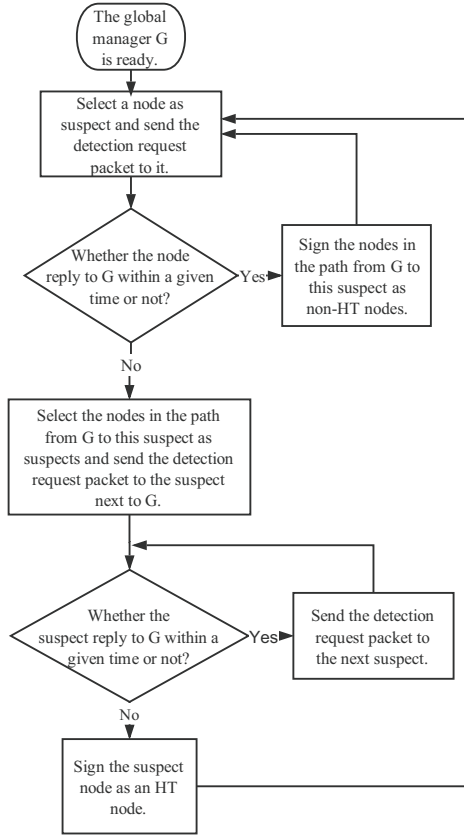 The global
manager G
is ready.
Select a node as
suspect and send the
detection request
packet to it.
Whether the node
reply to G within a given
time or not?
Yes
Sign the nodes in
the path from G to
this suspect as
non-HT nodes.
No
Select the nodes in the path
from G to this suspect as
suspects and send the detection
request packet to the suspect
next to G.
Whether the
suspect reply to G within a
given time or not?
Yes
Send the detection
request packet to
the next suspect.
No
Sign the suspect
node as an HT
node.